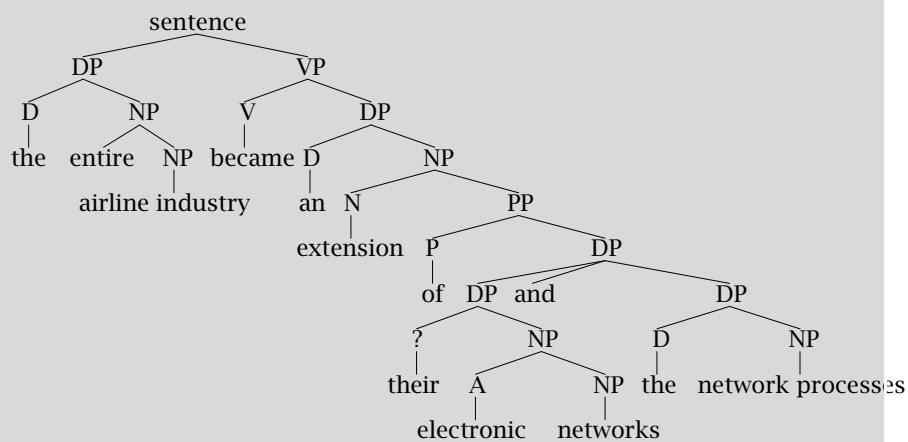 sentence
DP VP
D NP V DP
the entire NP became D NP
airline industry an N PP
extension P DP
of DP and DP
? NP D NP
their A NP the network processes
electronic networks